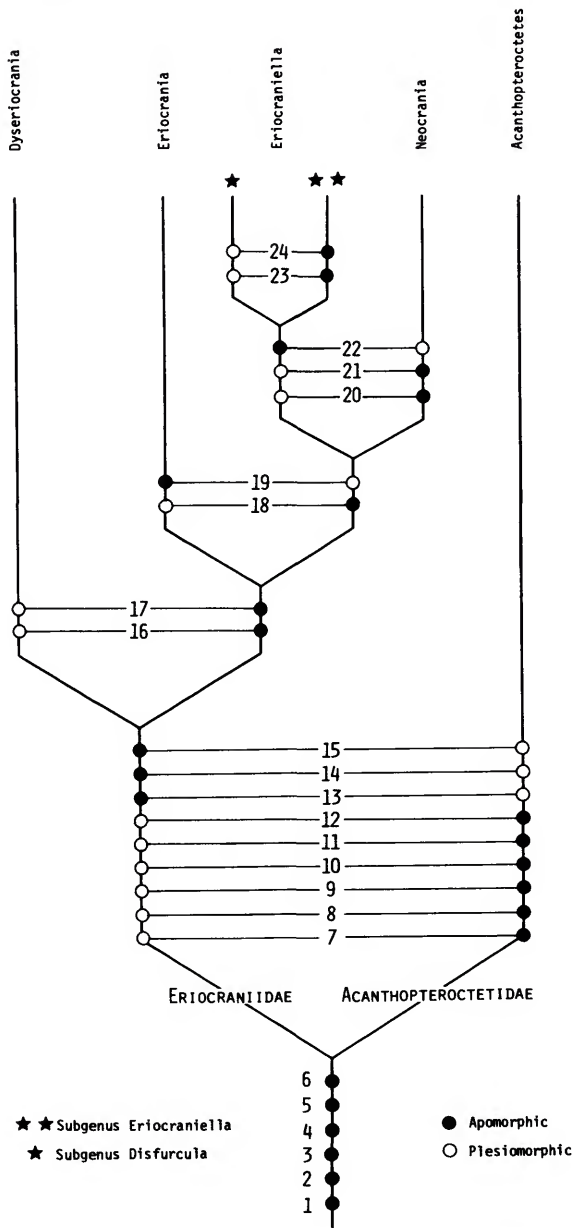 Dyseriocrania
Eriocrania
Eriocraniella
Neocrania
Acanthopteroctetes
★
★ ★
24
23
22
21
20
19
18
17
16
15
14
13
12
11
10
9
8
7
ERIOCRANIIDAE ACANTHOPTEROCTETIDAE
6
5
4
3
2
1
★ ★ Subgenus Eriocraniella
★ Subgenus Disfurcula
● Apomorphic
○ Plesiomorphic